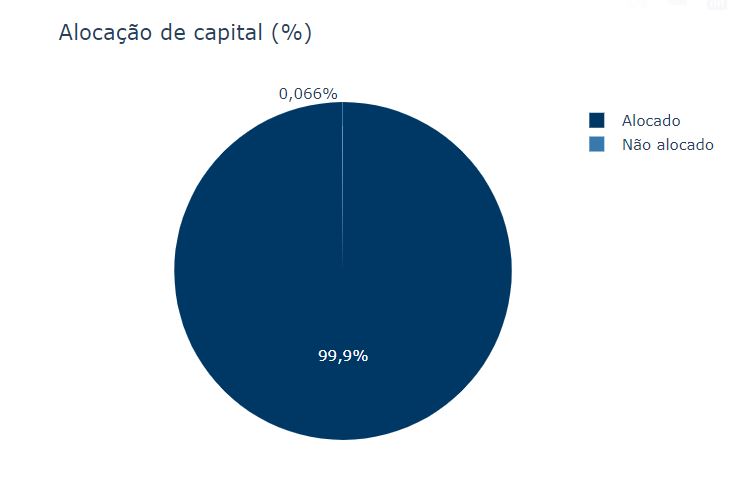 Alocação de capital (%)
0,066%
Alocado
Não alocado
99,9%